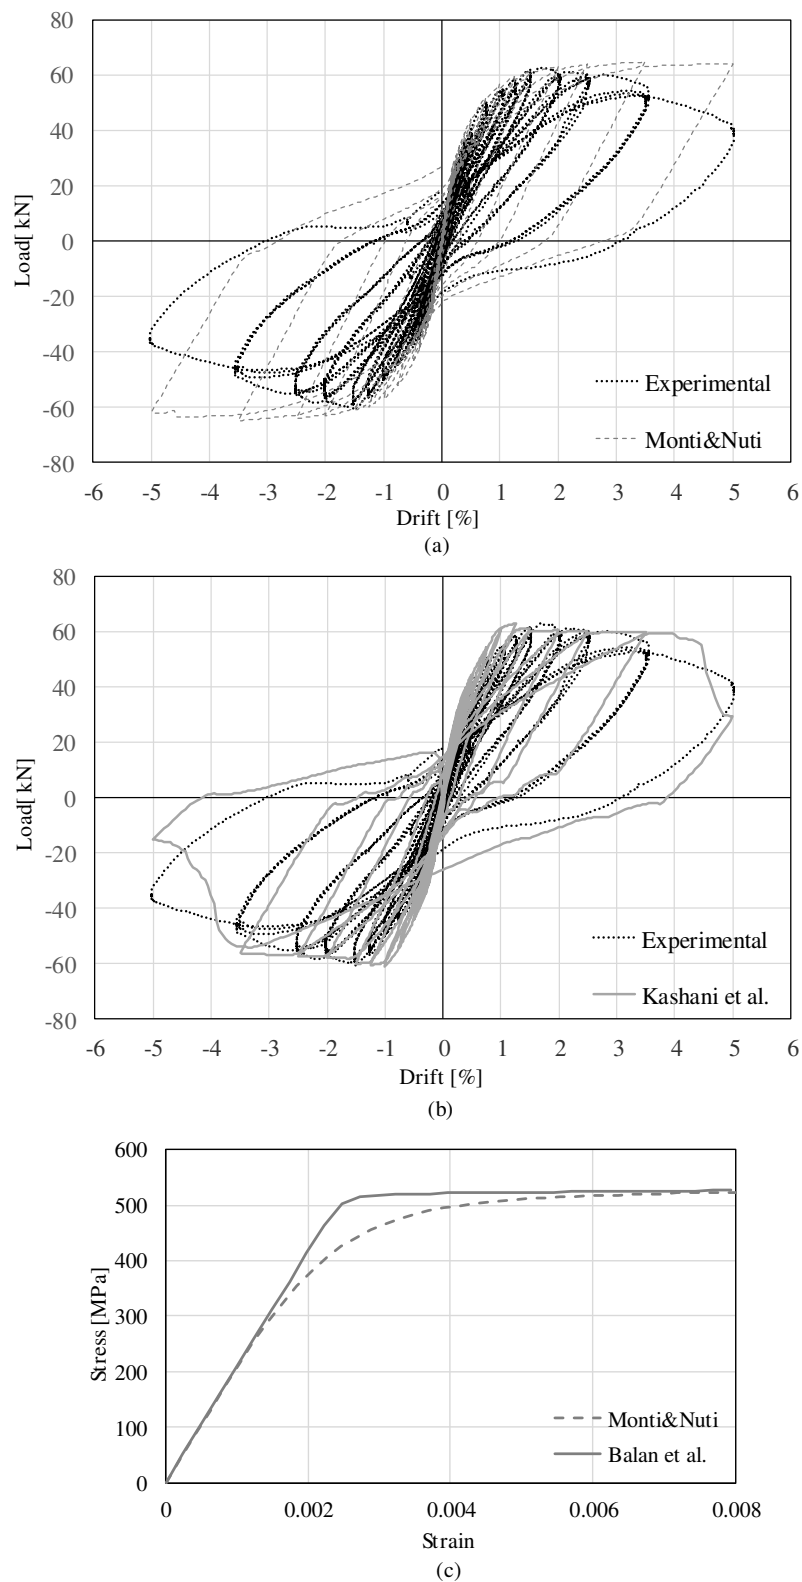 80
60
40
20
0
-20
-40
-60
-80
Load[ kN]
Experimental
Monti&Nuti
-6 -5 -4 -3 -2 -1 0 1 2 3 4 5 6
Drift [%]
(a)
80
60
40
20
0
-20
-40
-60
-80
Load[ kN]
Experimental
Kashani et al.
-6 -5 -4 -3 -2 -1 0 1 2 3 4 5 6
Drift [%]
(b)
600
500
400
300
200
100
0
Stress [MPa]
Monti&Nuti
Balan et al.
0 0.002 0.004 0.006 0.008
Strain
(c)